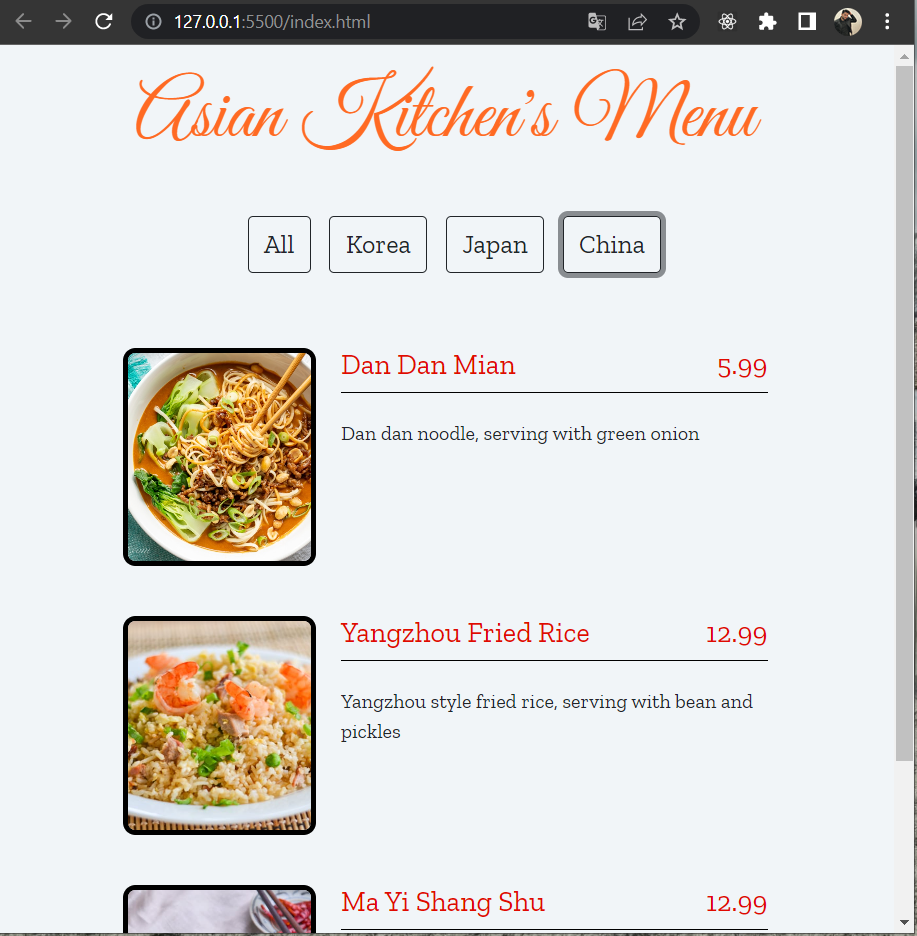 127.0.0.1:5500/index.html
Asian Kitchen's Menu
All Korea Japan China
Dan Dan Mian 5.99
Dan dan noodle, serving with green onion
Yangzhou Fried Rice 12.99
Yangzhou style fried rice, serving with bean and
pickles
Ma Yi Shang Shu 12.99